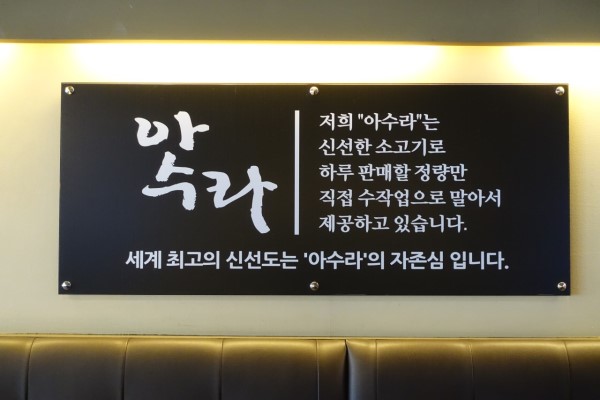 아
수라
저희 "아수라"는
신선한 소고기로
하루 판매할 정량만
직접 수작업으로 말아서
제공하고 있습니다.
세계 최고의 신선도는 '아수라'의 자존심 입니다.